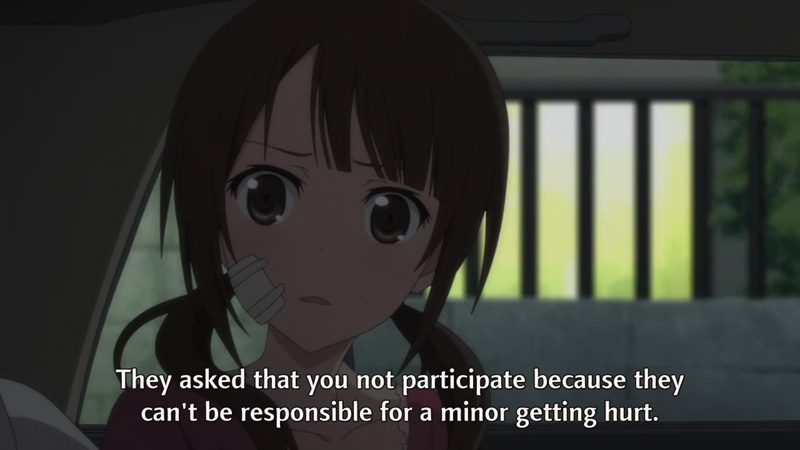 They asked that you not participate because they
can't be responsible for a minor getting hurt.